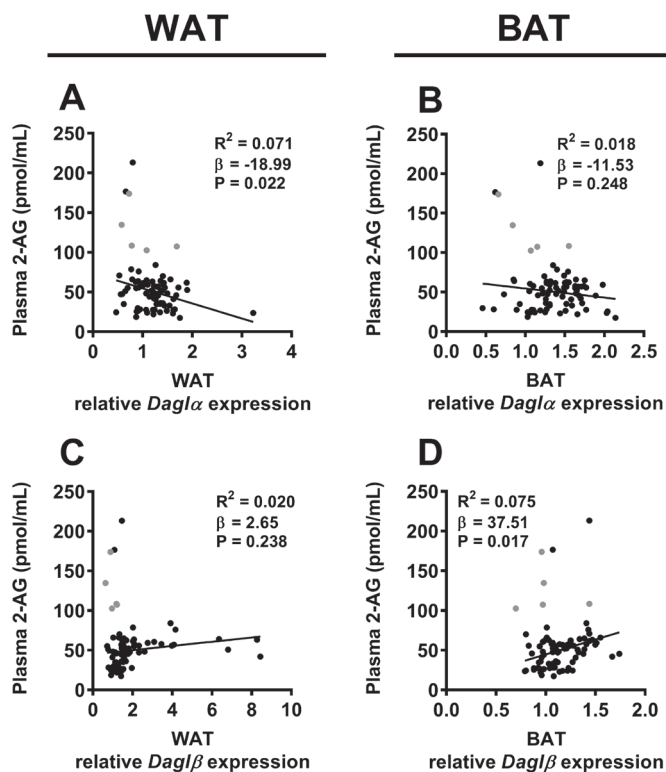 WAT
BAT
A
R² = 0.071
β = -18.99
P = 0.022
Plasma 2-AG (pmol/mL)
250
200
150
100
50
0
0 1 2 3 4
WAT
relative Daglα expression
B
R² = 0.018
β = -11.53
P = 0.248
Plasma 2-AG (pmol/mL)
250
200
150
100
50
0
0.0 0.5 1.0 1.5 2.0 2.5
BAT
relative Daglα expression
C
R² = 0.020
β = 2.65
P = 0.238
Plasma 2-AG (pmol/mL)
250
200
150
100
50
0
0 2 4 6 8 10
WAT
relative Daglβ expression
D
R² = 0.075
β = 37.51
P = 0.017
Plasma 2-AG (pmol/mL)
250
200
150
100
50
0
0.0 0.5 1.0 1.5 2.0
BAT
relative Daglβ expression